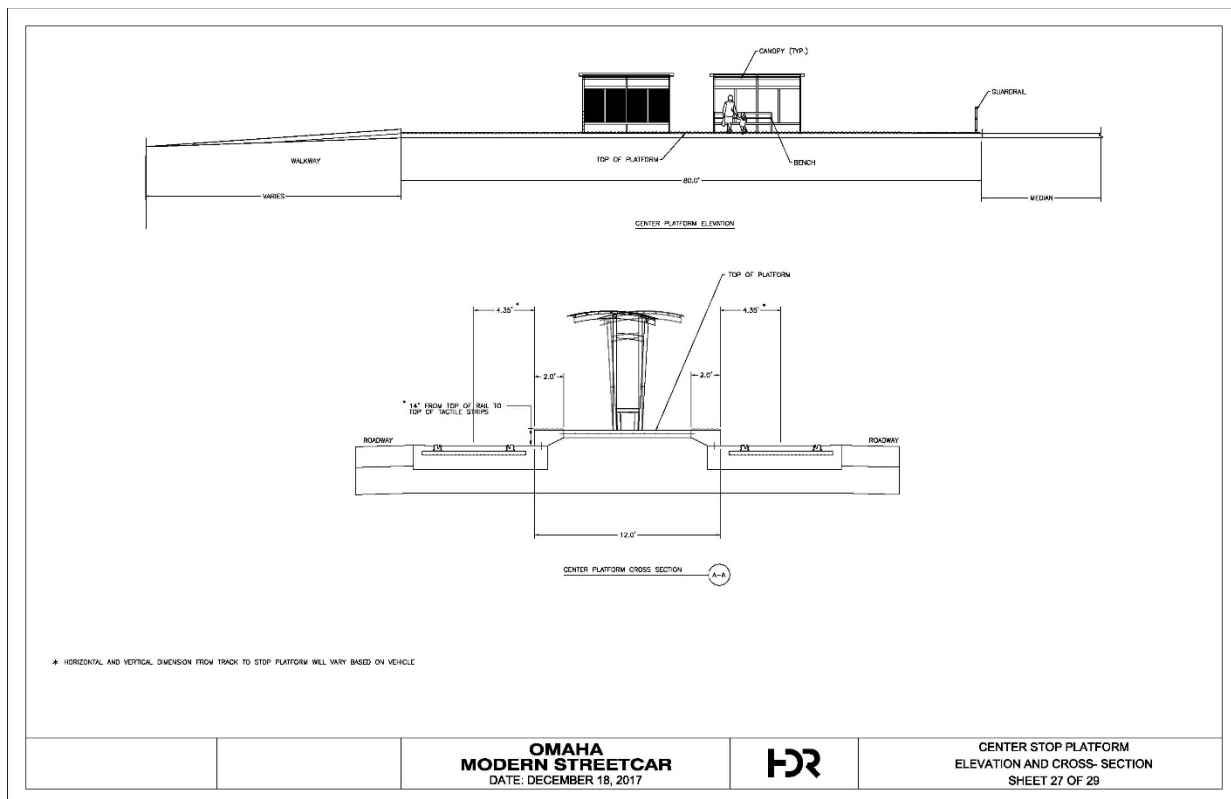 CANOPY (TYP.)
GUARDRAIL
WALKWAY
TOP OF PLATFORM
BENCH
80.0'
VARIES
MEDIAN
CENTER PLATFORM ELEVATION
TOP OF PLATFORM
4.35' *
4.35' *
2.0'
2.0'
* 14" FROM TOP OF RAIL TO
TOP OF TACTILE STRIPS
ROADWAY
ROADWAY
12.0'
CENTER PLATFORM CROSS SECTION
A-A
* HORIZONTAL AND VERTICAL DIMENSION FROM TRACK TO STOP PLATFORM WILL VARY BASED ON VEHICLE
OMAHA
MODERN STREETCAR
DATE: DECEMBER 18, 2017
HDR
CENTER STOP PLATFORM
ELEVATION AND CROSS- SECTION
SHEET 27 OF 29